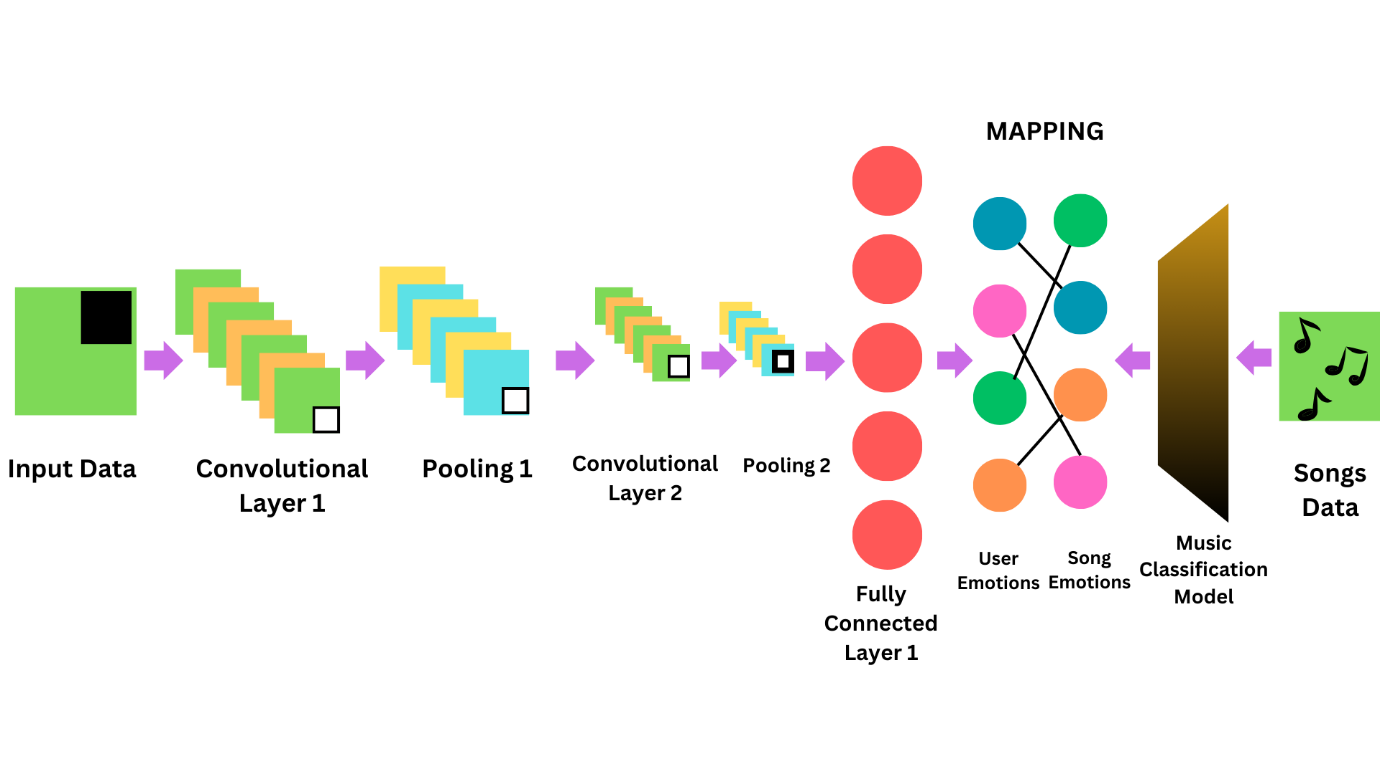 MAPPING
Input Data
Convolutional
Layer 1
Pooling 1
Convolutional
Layer 2
Pooling 2
Fully
Connected
Layer 1
User
Emotions
Song
Emotions
Music
Classification
Model
Songs
Data